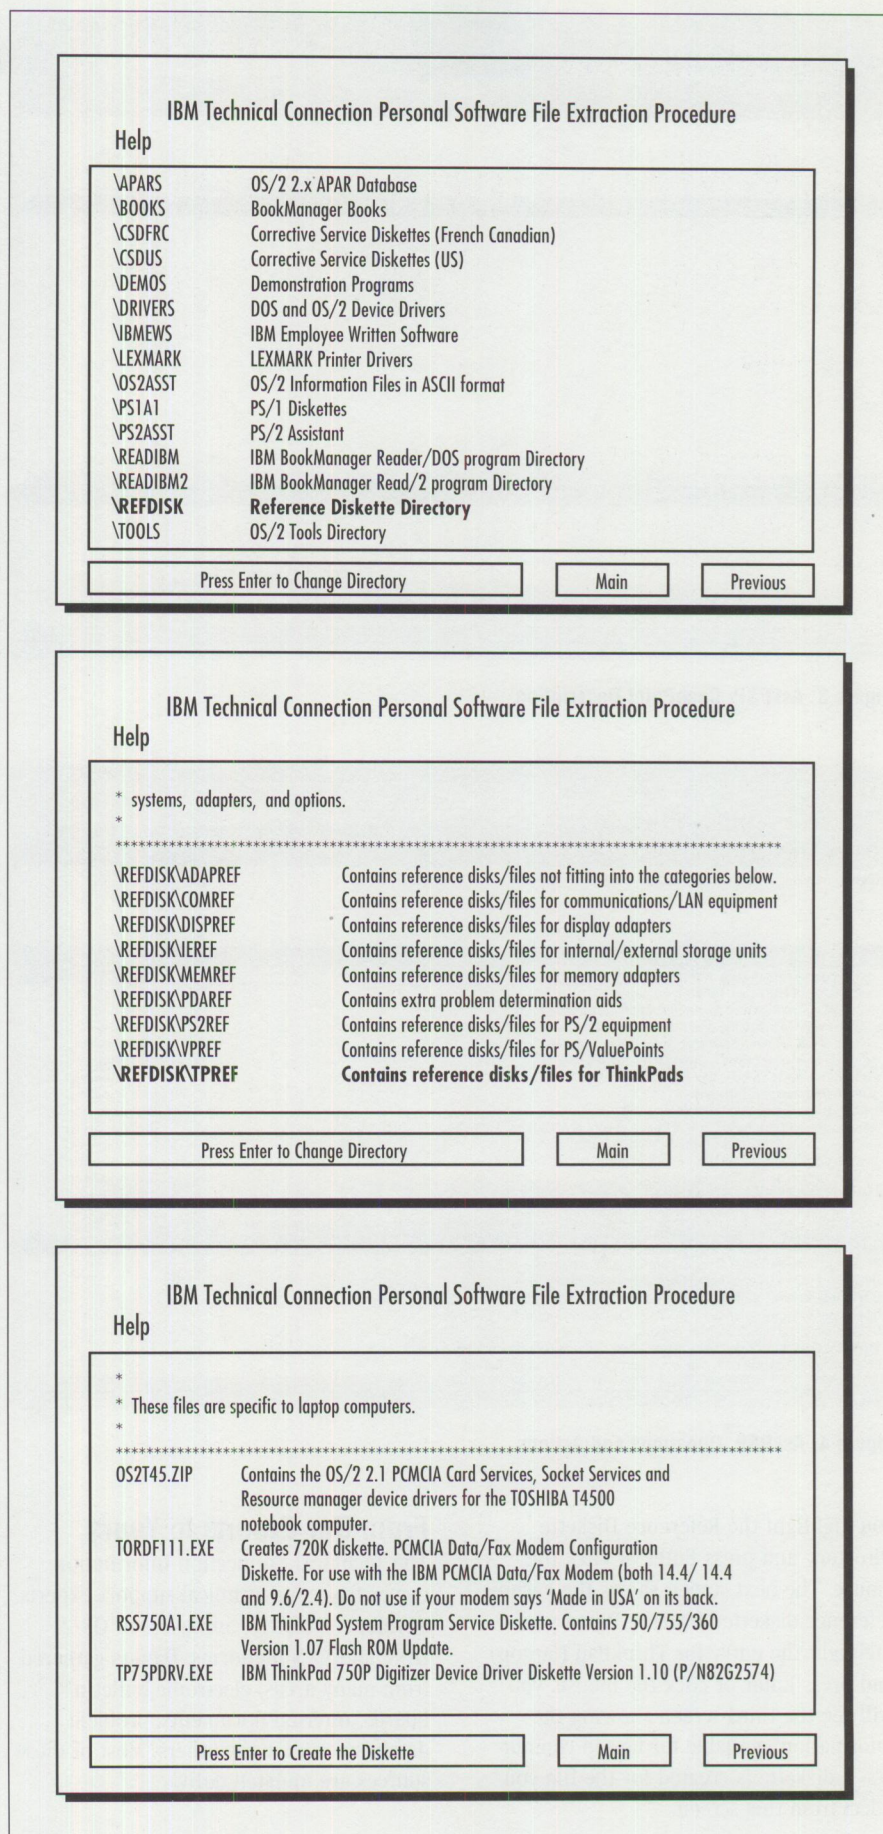 IBM Technical Connection Personal Software File Extraction Procedure
Help
\APARS OS/2 2.x APAR Database
\BOOKS BookManager Books
\CSDFRC Corrective Service Diskettes (French Canadian)
\CSDUS Corrective Service Diskettes (US)
\DEMOS Demonstration Programs
\DRIVERS DOS and OS/2 Device Drivers
\IBMEWS IBM Employee Written Software
\LEXMARK LEXMARK Printer Drivers
\OS2ASST OS/2 Information Files in ASCII format
\PS1A1 PS/1 Diskettes
\PS2ASST PS/2 Assistant
\READIBM IBM BookManager Reader/DOS program Directory
\READIBM2 IBM BookManager Read/2 program Directory
\REFDISK Reference Diskette Directory
\TOOLS OS/2 Tools Directory
Press Enter to Change Directory Main Previous
IBM Technical Connection Personal Software File Extraction Procedure
Help
* systems, adapters, and options.
*
******************************************************************************************
\REFDISK\ADAPREF Contains reference disks/files not fitting into the categories below.
\REFDISK\COMREF Contains reference disks/files for communications/LAN equipment
\REFDISK\DISPREF Contains reference disks/files for display adapters
\REFDISK\IEREF Contains reference disks/files for internal/external storage units
\REFDISK\MEMREF Contains reference disks/files for memory adapters
\REFDISK\PDAREF Contains extra problem determination aids
\REFDISK\PS2REF Contains reference disks/files for PS/2 equipment
\REFDISK\VPREF Contains reference disks/files for PS/ValuePoints
\REFDISK\TPREF Contains reference disks/files for ThinkPads
Press Enter to Change Directory Main Previous
IBM Technical Connection Personal Software File Extraction Procedure
Help
*
* These files are specific to laptop computers.
*
******************************************************************************************
OS2T45.ZIP Contains the OS/2 2.1 PCMCIA Card Services, Socket Services and
Resource manager device drivers for the TOSHIBA T4500
notebook computer.
TORDF111.EXE Creates 720K diskette. PCMCIA Data/Fax Modem Configuration
Diskette. For use with the IBM PCMCIA Data/Fax Modem (both 14.4/ 14.4
and 9.6/2.4). Do not use if your modem says 'Made in USA' on its back.
RSS750A1.EXE IBM ThinkPad System Program Service Diskette. Contains 750/755/360
Version 1.07 Flash ROM Update.
TP75PDRV.EXE IBM ThinkPad 750P Digitizer Device Driver Diskette Version 1.10 (P/N82G2574)
Press Enter to Create the Diskette Main Previous